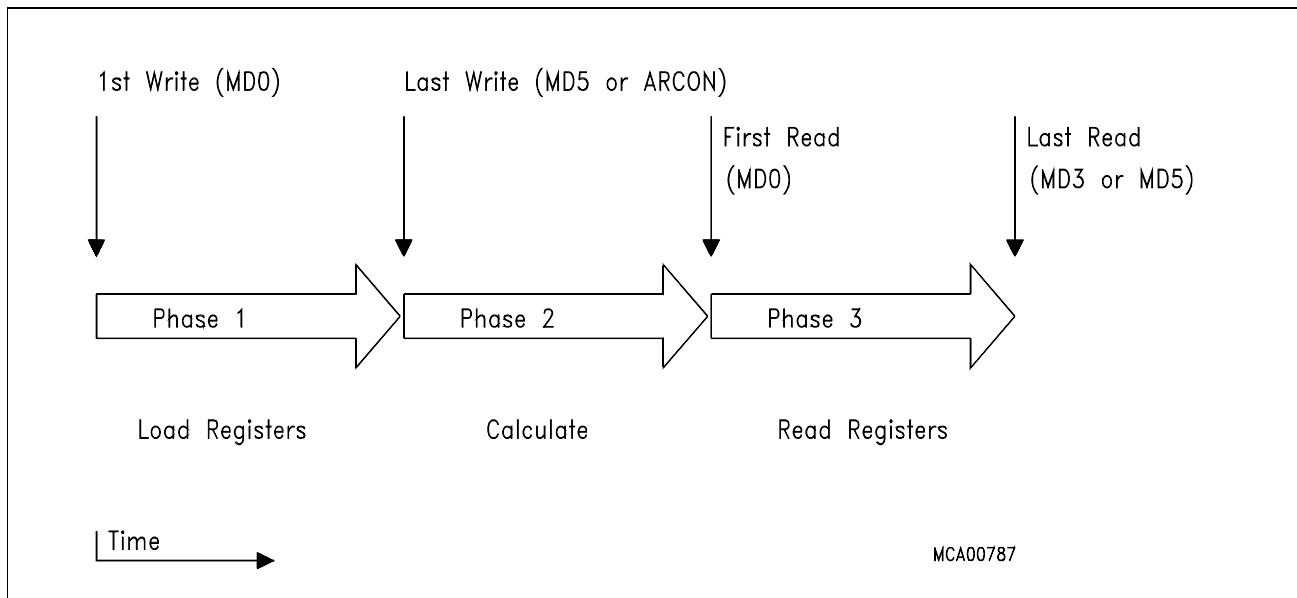 1st Write (MD0)
Last Write (MD5 or ARCON)
First Read
(MD0)
Last Read
(MD3 or MD5)
Phase 1
Phase 2
Phase 3
Load Registers
Calculate
Read Registers
Time
MCA00787